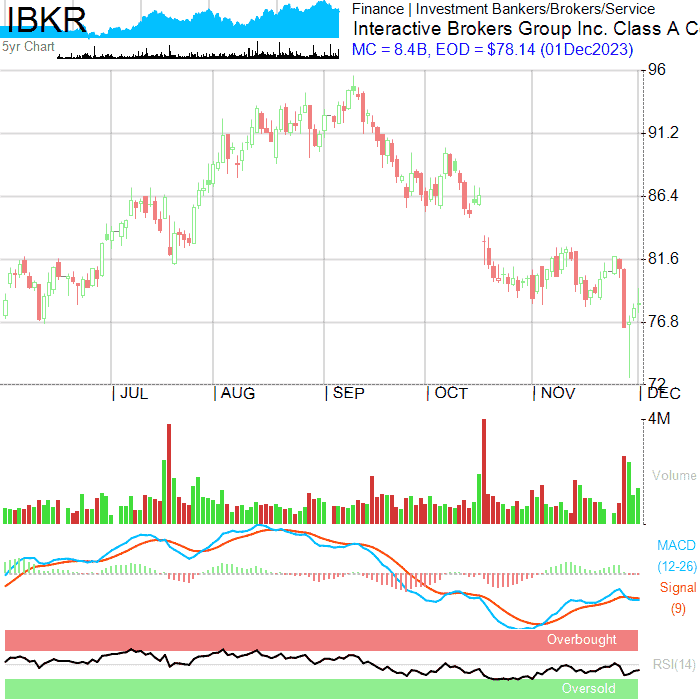 IBKR
5yr Chart
Finance | Investment Bankers/Brokers/Service
Interactive Brokers Group Inc. Class A C
MC = 8.4B, EOD = $78.14 (01Dec2023)
96
91.2
86.4
81.6
76.8
72
JUL AUG SEP OCT NOV DEC
4M
Volume
MACD
(12-26)
Signal
(9)
Overbought
RSI(14)
Oversold